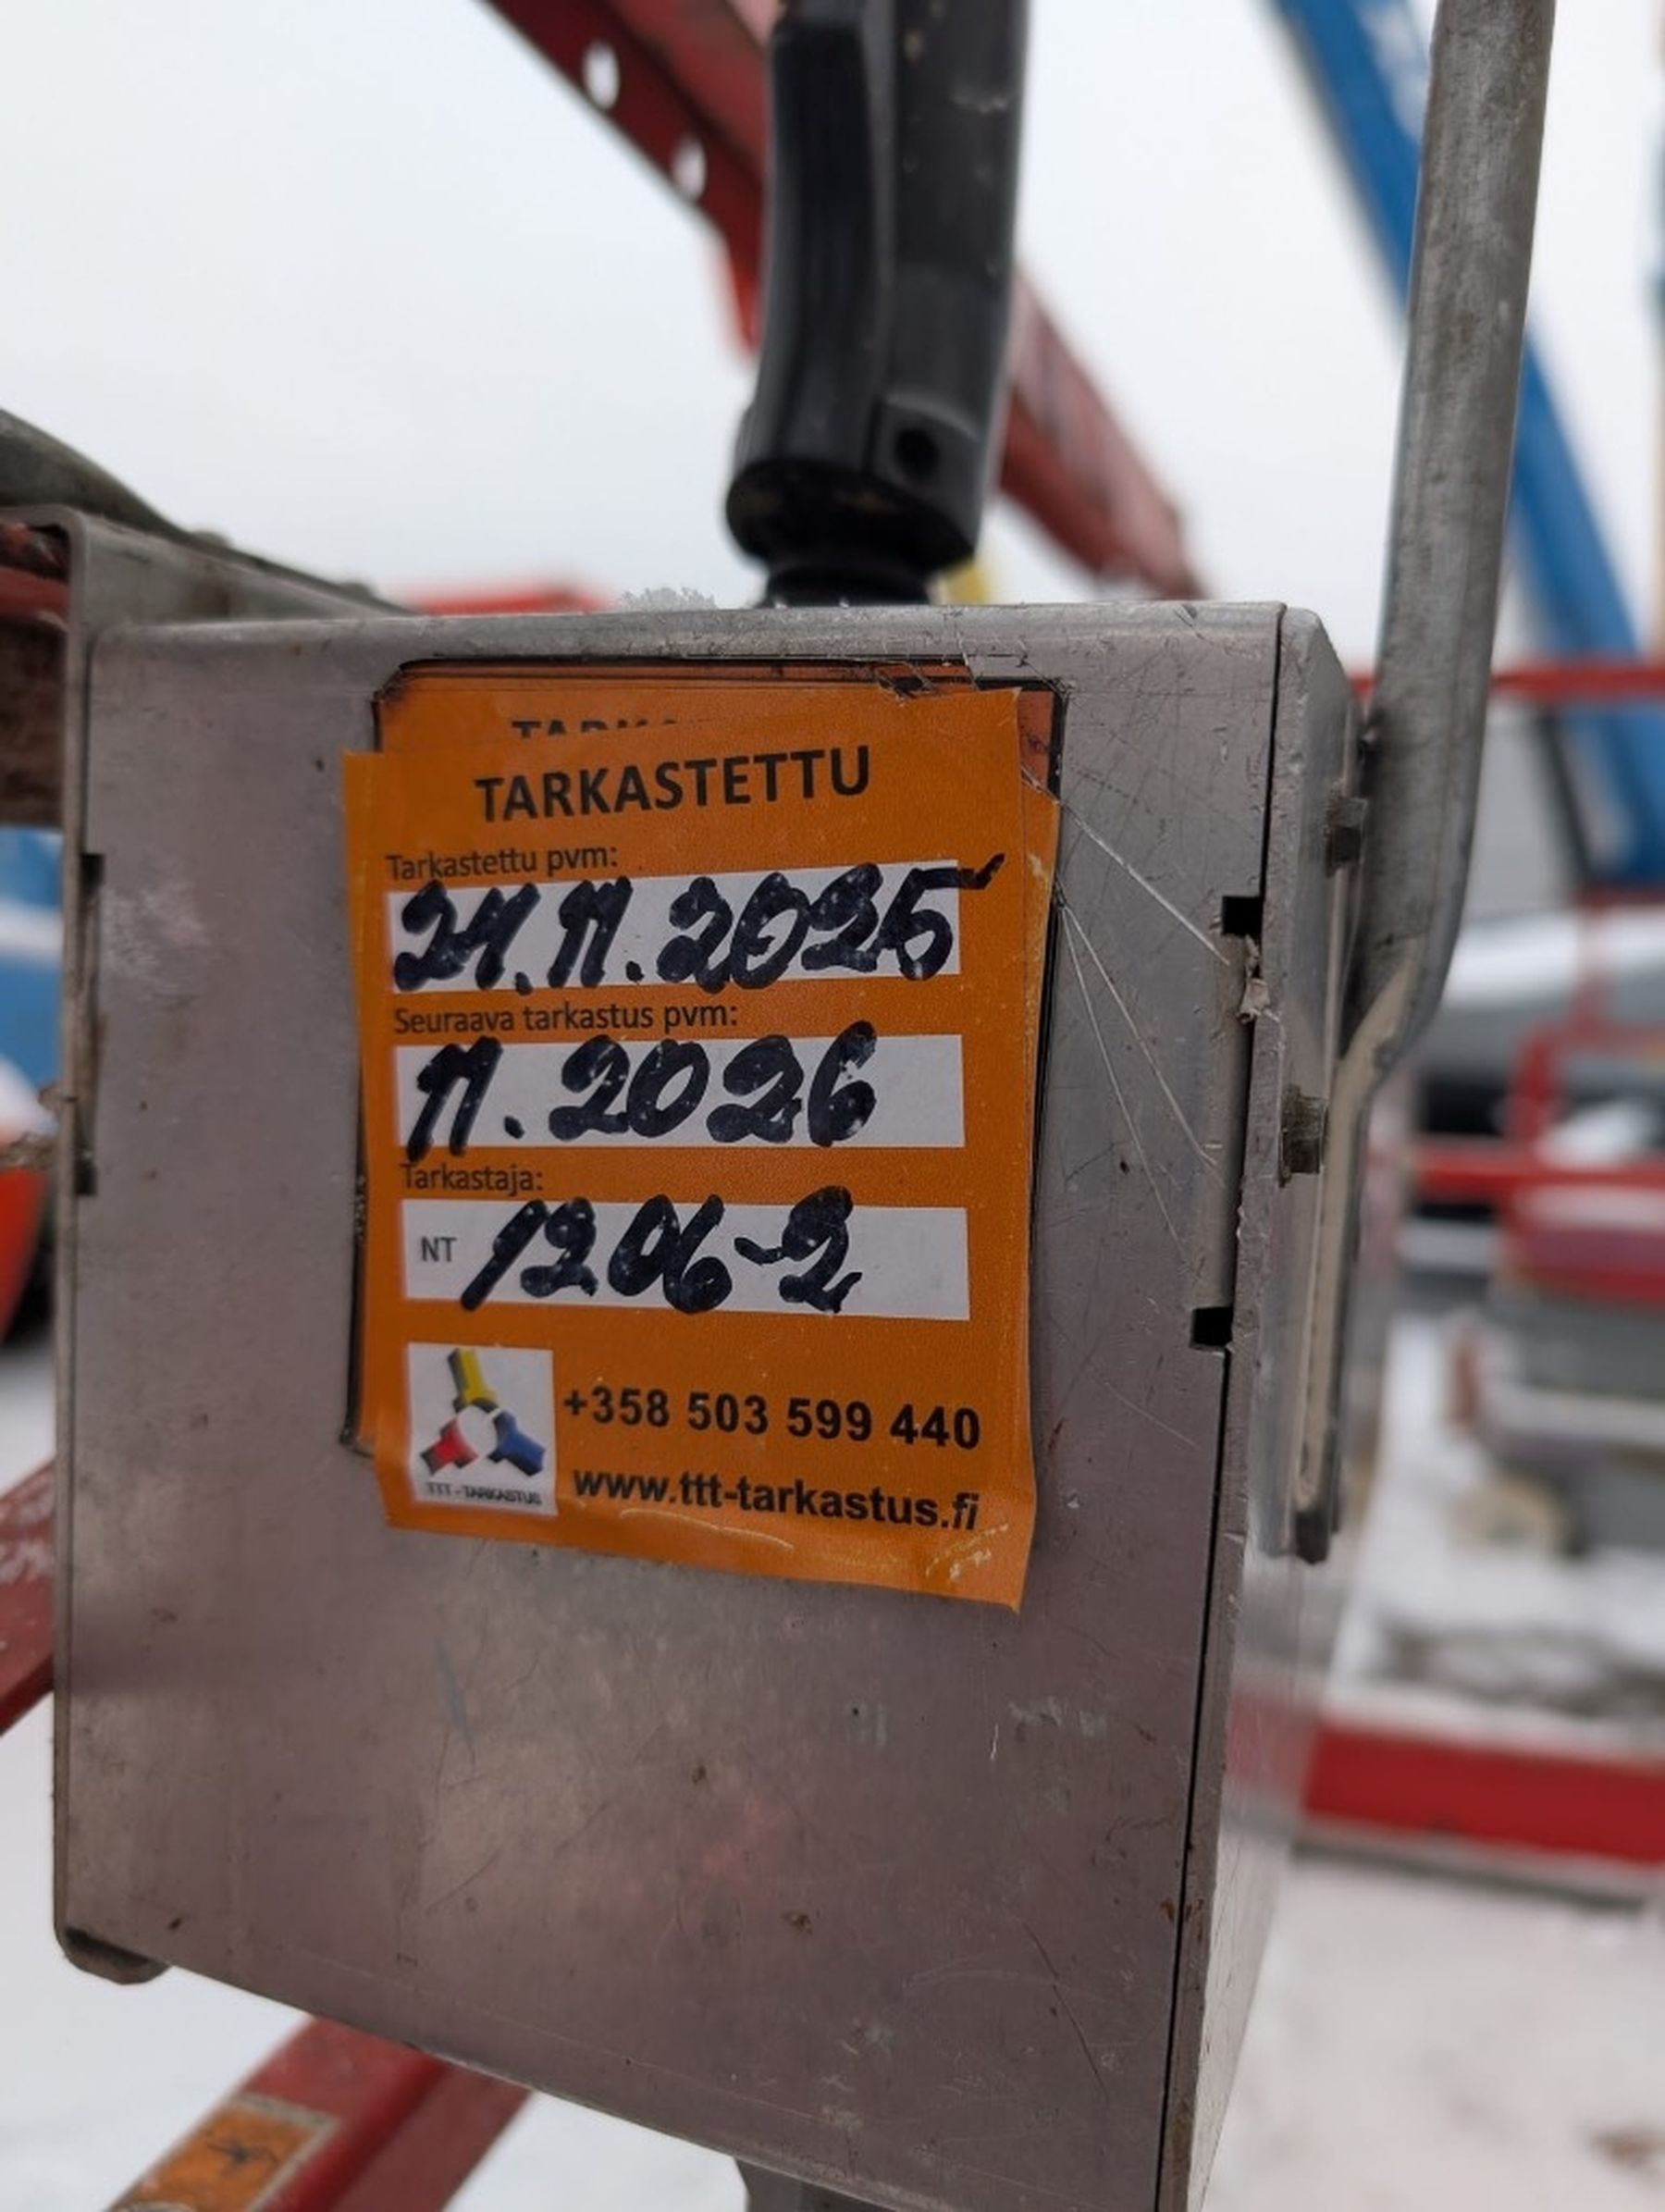 TARKASTETTU
Tarkastettu pvm:
21.11.2025
Seuraava tarkastus pvm:
11.2026
Tarkastaja:
NT 1206-2
TTT-TARKASTUS
+358 503 599 440
www.ttt-tarkastus.fi